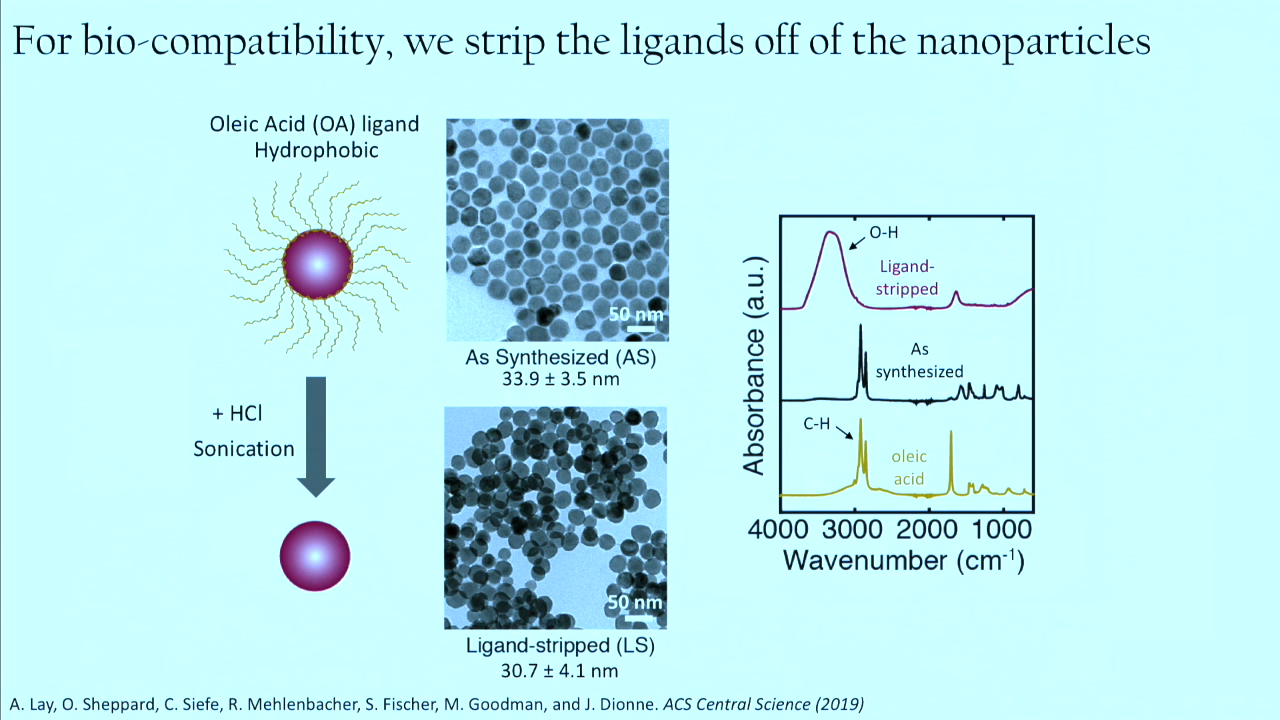 For bio-compatibility, we strip the ligands off of the nanoparticles
Oleic Acid (OA) ligand
Hydrophobic
+ HCl
Sonication
50 nm
As Synthesized (AS)
33.9 ± 3.5 nm
50 nm
Ligand-stripped (LS)
30.7 ± 4.1 nm
Absorbance (a.u.)
O-H
Ligand-
stripped
As
synthesized
C-H
oleic
acid
4000 3000 2000 1000
Wavenumber (cm⁻¹)
A. Lay, O. Sheppard, C. Siefe, R. Mehlenbacher, S. Fischer, M. Goodman, and J. Dionne. ACS Central Science (2019)